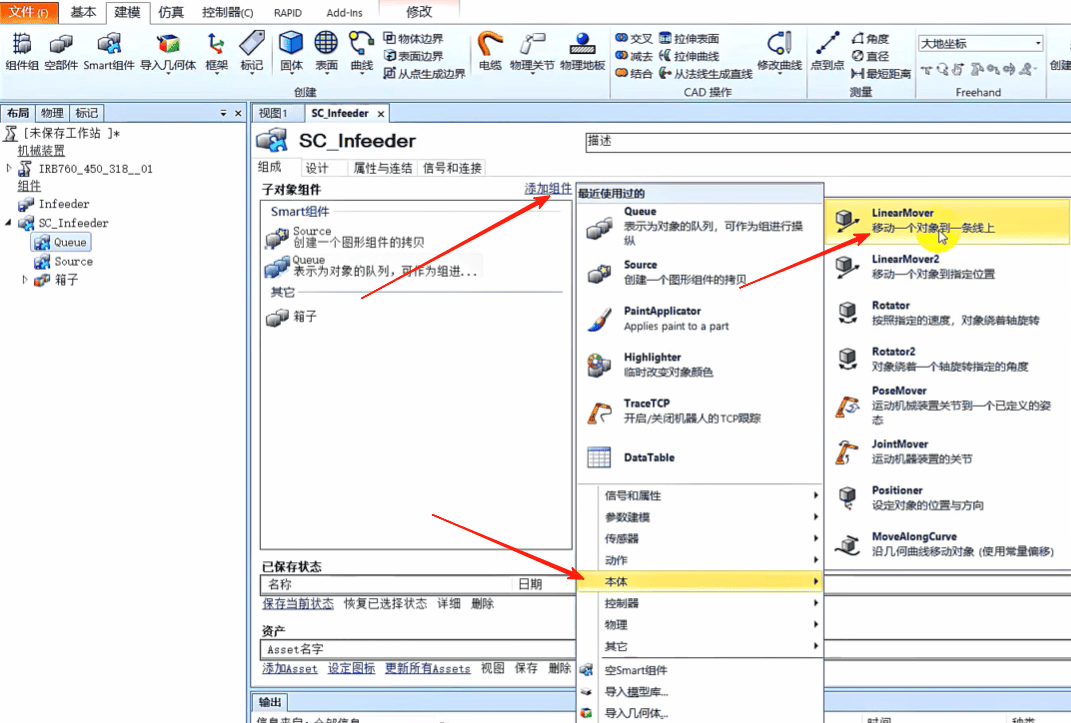 文件(F) 基本 建模 仿真 控制器(C) RAPID Add-Ins 修改
组件组 空部件 Smart组件 导入几何体 框架 标记 固体 表面 曲线
物体边界
表面边界
从点生成边界
创建
电缆 物理关节 物理地板
交叉 拉伸表面
减去 拉伸曲线
结合 从法线生成直线
修改曲线
CAD 操作
点到点
角度
直径
最短距离
测量
大地坐标
Freehand
创建
布局 物理 标记
[未保存工作站 ]*
机械装置
IRB760_450_318__01
组件
Infeeder
SC_Infeeder
Queue
Source
箱子
视图1 SC_Infeeder
SC_Infeeder
描述
组成 设计 属性与连结 信号和连接
子对象组件
添加组件
Smart组件
Source
创建一个图形组件的拷贝
Queue
表示为对象的队列，可作为组进...
其它
箱子
已保存状态
名称 日期
保存当前状态 恢复已选择状态 详细 删除
资产
Asset名字
添加Asset 设定图标 更新所有Assets 视图 保存 删除
输出
最近使用过的
Queue
表示为对象的队列，可作为组进行操
纵
Source
创建一个图形组件的拷贝
PaintApplicator
Applies paint to a part
Highlighter
临时改变对象颜色
TraceTCP
开启/关闭机器人的TCP跟踪
DataTable
信号和属性
参数建模
传感器
动作
本体
控制器
物理
其它
空Smart组件
导入模型库...
导入几何体...
LinearMover
移动一个对象到一条线上
LinearMover2
移动一个对象到指定位置
Rotator
按照指定的速度，对象绕着轴旋转
Rotator2
对象绕着一个轴旋转指定的角度
PoseMover
运动机械装置关节到一个已定义的姿
态
JointMover
运动机器装置的关节
Positioner
设定对象的位置与方向
MoveAlongCurve
沿几何曲线移动对象 (使用常量偏移)